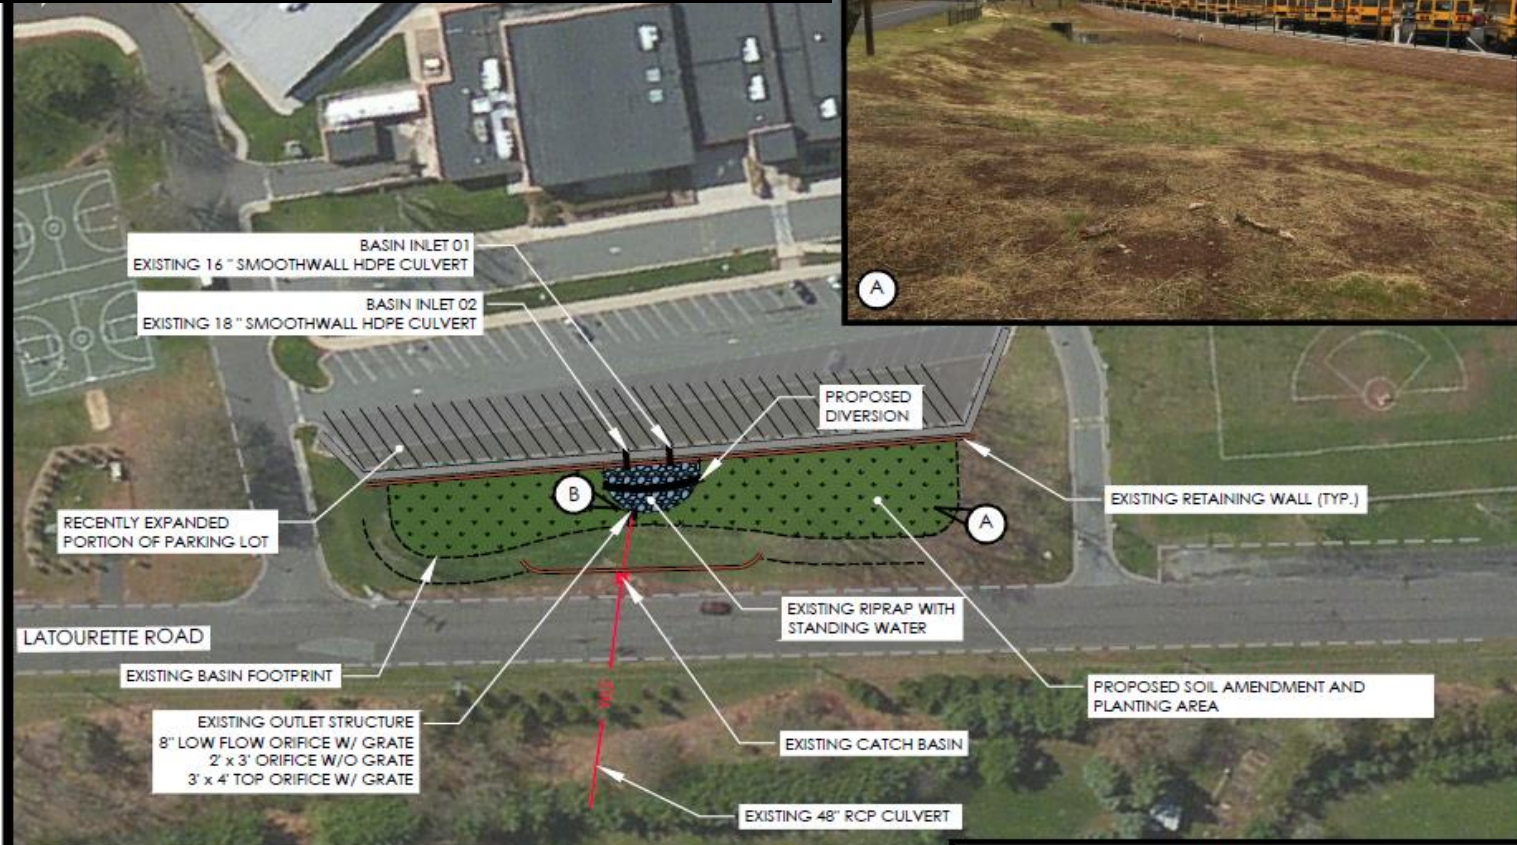 A
BASIN INLET 01
EXISTING 16 " SMOOTHWALL HDPE CULVERT
BASIN INLET 02
EXISTING 18 " SMOOTHWALL HDPE CULVERT
PROPOSED
DIVERSION
B
EXISTING RETAINING WALL (TYP.)
RECENTLY EXPANDED
PORTION OF PARKING LOT
A
EXISTING RIPRAP WITH
STANDING WATER
LATOURETTE ROAD
EXISTING BASIN FOOTPRINT
PROPOSED SOIL AMENDMENT AND
PLANTING AREA
EXISTING OUTLET STRUCTURE
8" LOW FLOW ORIFICE W/ GRATE
2' x 3' ORIFICE W/O GRATE
3' x 4' TOP ORIFICE W/ GRATE
EXISTING CATCH BASIN
EXISTING 48" RCP CULVERT